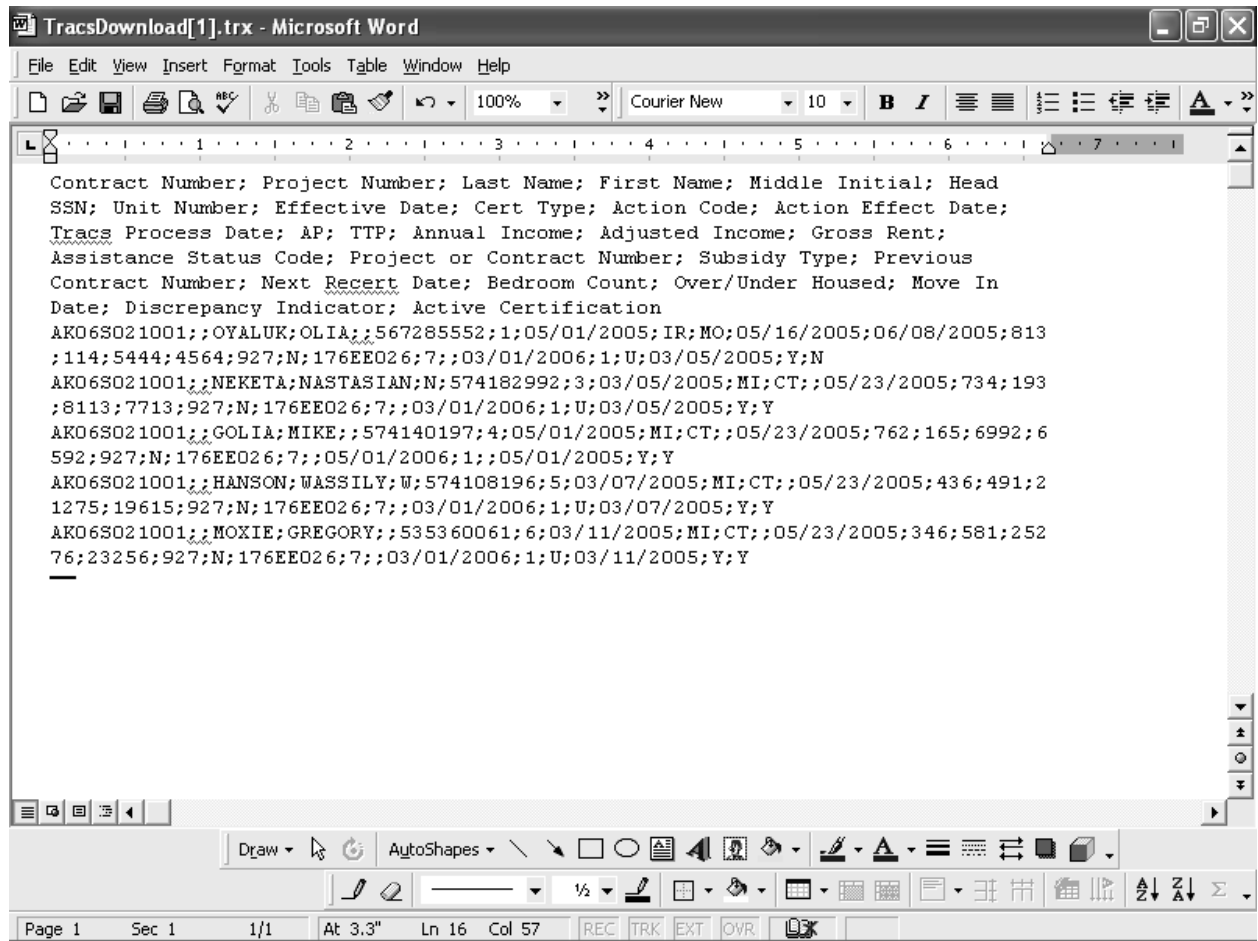 TracsDownload[1].trx - Microsoft Word
File Edit View Insert Format Tools Table Window Help
100% Courier New 10 B I A
1 2 3 4 5 6 7
Contract Number; Project Number; Last Name; First Name; Middle Initial; Head
SSN; Unit Number; Effective Date; Cert Type; Action Code; Action Effect Date;
Tracs Process Date; AP; TTP; Annual Income; Adjusted Income; Gross Rent;
Assistance Status Code; Project or Contract Number; Subsidy Type; Previous
Contract Number; Next Recert Date; Bedroom Count; Over/Under Housed; Move In
Date; Discrepancy Indicator; Active Certification
AK06S021001;;OYALUK;OLIA;;567285552;1;05/01/2005;IR;MO;05/16/2005;06/08/2005;813
;114;5444;4564;927;N;176EE026;7;;03/01/2006;1;U;03/05/2005;Y;N
AK06S021001;;NEKETA;NASTASIAN;N;574182992;3;03/05/2005;MI;CT;;05/23/2005;734;193
;8113;7713;927;N;176EE026;7;;03/01/2006;1;U;03/05/2005;Y;Y
AK06S021001;;GOLIA;MIKE;;574140197;4;05/01/2005;MI;CT;;05/23/2005;762;165;6992;6
592;927;N;176EE026;7;;05/01/2006;1;;05/01/2005;Y;Y
AK06S021001;;HANSON;WASSILY;W;574108196;5;03/07/2005;MI;CT;;05/23/2005;436;491;2
1275;19615;927;N;176EE026;7;;03/01/2006;1;U;03/07/2005;Y;Y
AK06S021001;;MOXIE;GREGORY;;535360061;6;03/11/2005;MI;CT;;05/23/2005;346;581;252
76;23256;927;N;176EE026;7;;03/01/2006;1;U;03/11/2005;Y;Y
Draw AutoShapes
½
Page 1 Sec 1 1/1 At 3.3" Ln 16 Col 57 REC TRK EXT OVR